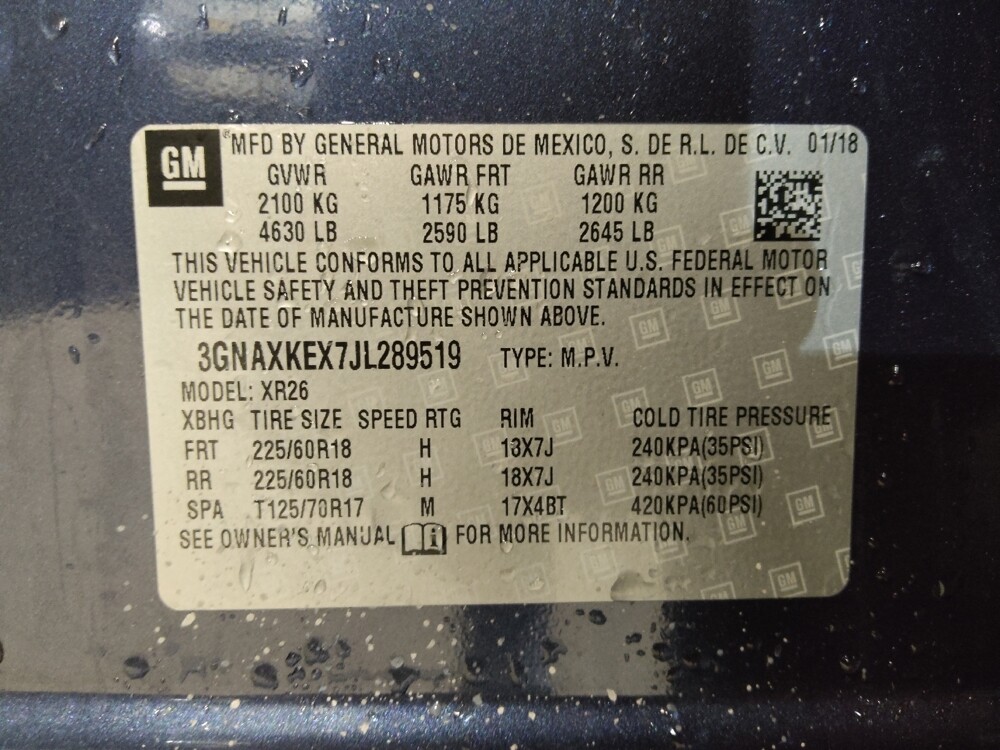 GM
®MFD BY GENERAL MOTORS DE MEXICO, S. DE R.L. DE C.V. 01/18
GVWR GAWR FRT GAWR RR
2100 KG 1175 KG 1200 KG
4630 LB 2590 LB 2645 LB
THIS VEHICLE CONFORMS TO ALL APPLICABLE U.S. FEDERAL MOTOR
VEHICLE SAFETY AND THEFT PREVENTION STANDARDS IN EFFECT ON
THE DATE OF MANUFACTURE SHOWN ABOVE.
3GNAXKEX7JL289519 TYPE: M.P.V.
MODEL: XR26
XBHG TIRE SIZE SPEED RTG RIM COLD TIRE PRESSURE
FRT 225/60R18 H 18X7J 240KPA(35PSI)
RR 225/60R18 H 18X7J 240KPA(35PSI)
SPA T125/70R17 M 17X4BT 420KPA(60PSI)
SEE OWNER'S MANUAL i FOR MORE INFORMATION.